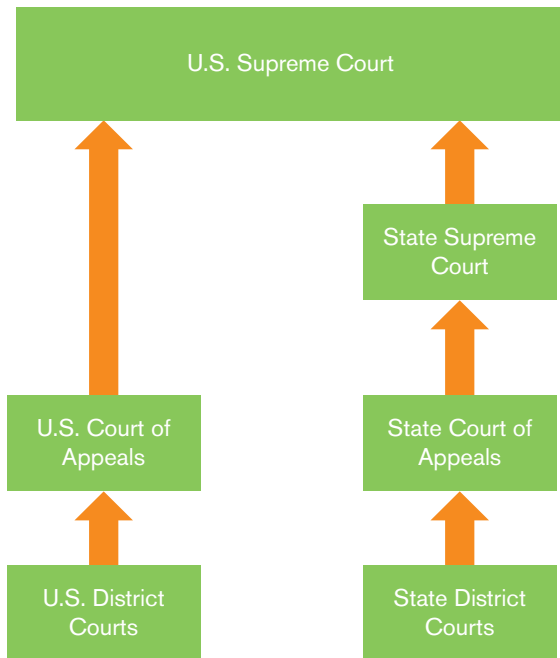 U.S. Supreme Court
State Supreme
Court
U.S. Court of
Appeals
State Court of
Appeals
U.S. District
Courts
State District
Courts